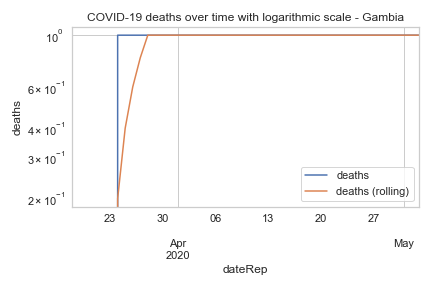 COVID-19 deaths over time with logarithmic scale - Gambia
10⁰
6 × 10⁻¹
4 × 10⁻¹
3 × 10⁻¹
2 × 10⁻¹
deaths
deaths
deaths (rolling)
23 30 06 13 20 27
Apr May
2020
dateRep